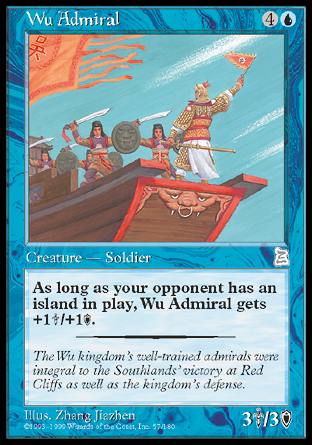 Wu Admiral 4
Creature — Soldier
As long as your opponent has an
island in play, Wu Admiral gets
+1/+1.
The Wu kingdom's well-trained admirals were
integral to the Southlands' victory at Red
Cliffs as well as the kingdom's defense.
Illus. Zhang Jiazhen
©1993-1999 Wizards of the Coast, Inc. 57/180
3/3